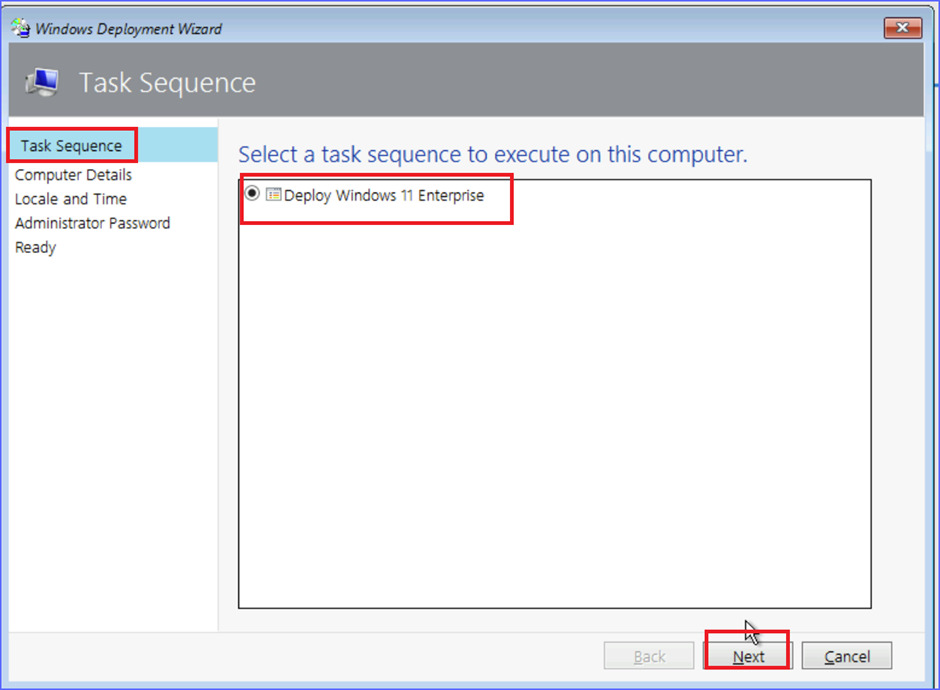 Windows Deployment Wizard
Task Sequence
Task Sequence
Computer Details
Locale and Time
Administrator Password
Ready
Select a task sequence to execute on this computer.
Deploy Windows 11 Enterprise
Back
Next
Cancel